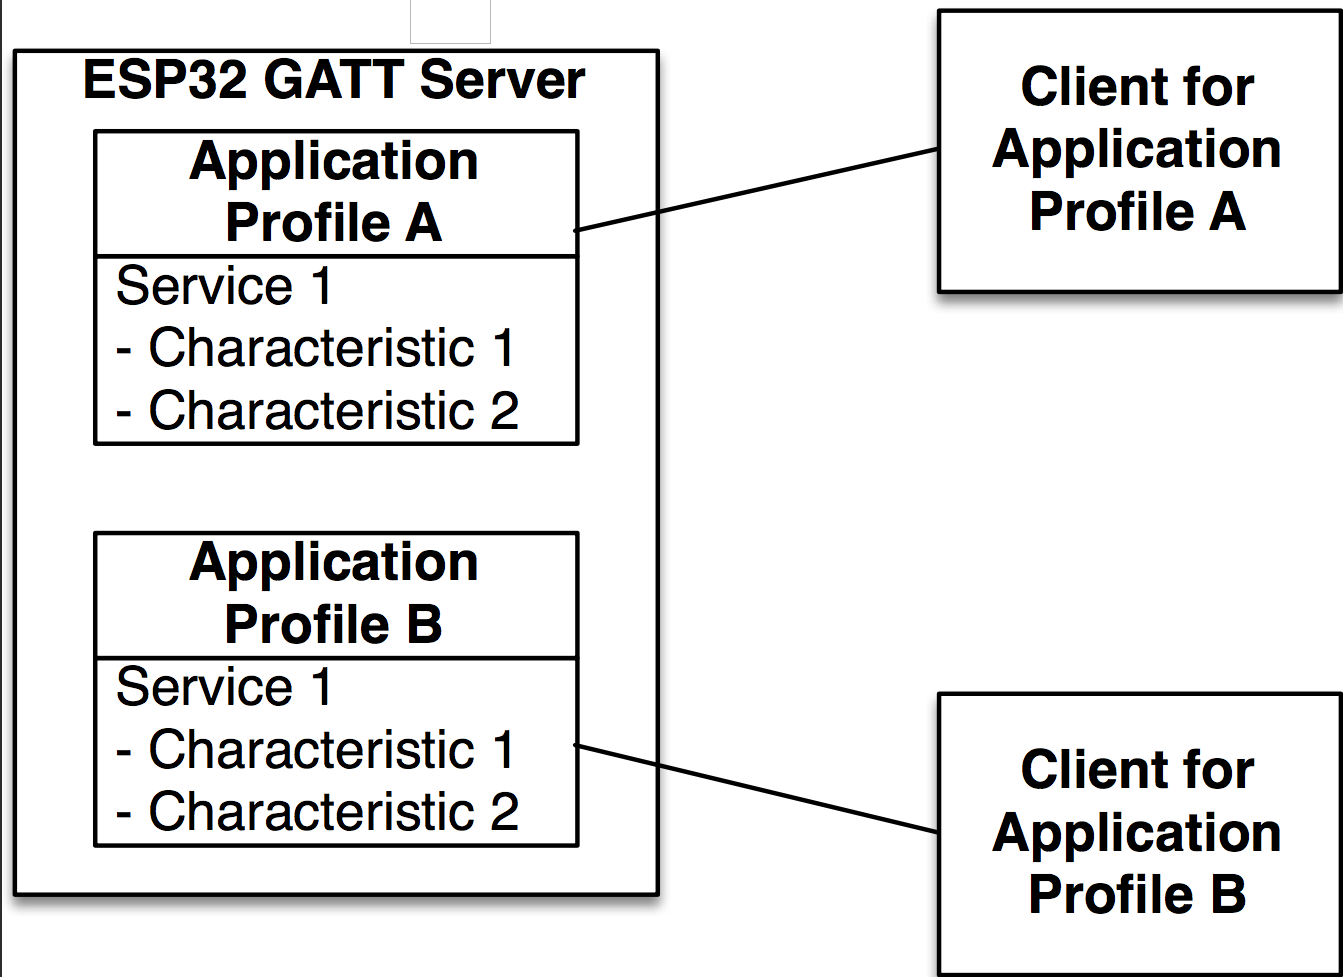 ESP32 GATT Server
Application
Profile A
Service 1
- Characteristic 1
- Characteristic 2
Application
Profile B
Service 1
- Characteristic 1
- Characteristic 2
Client for
Application
Profile A
Client for
Application
Profile B